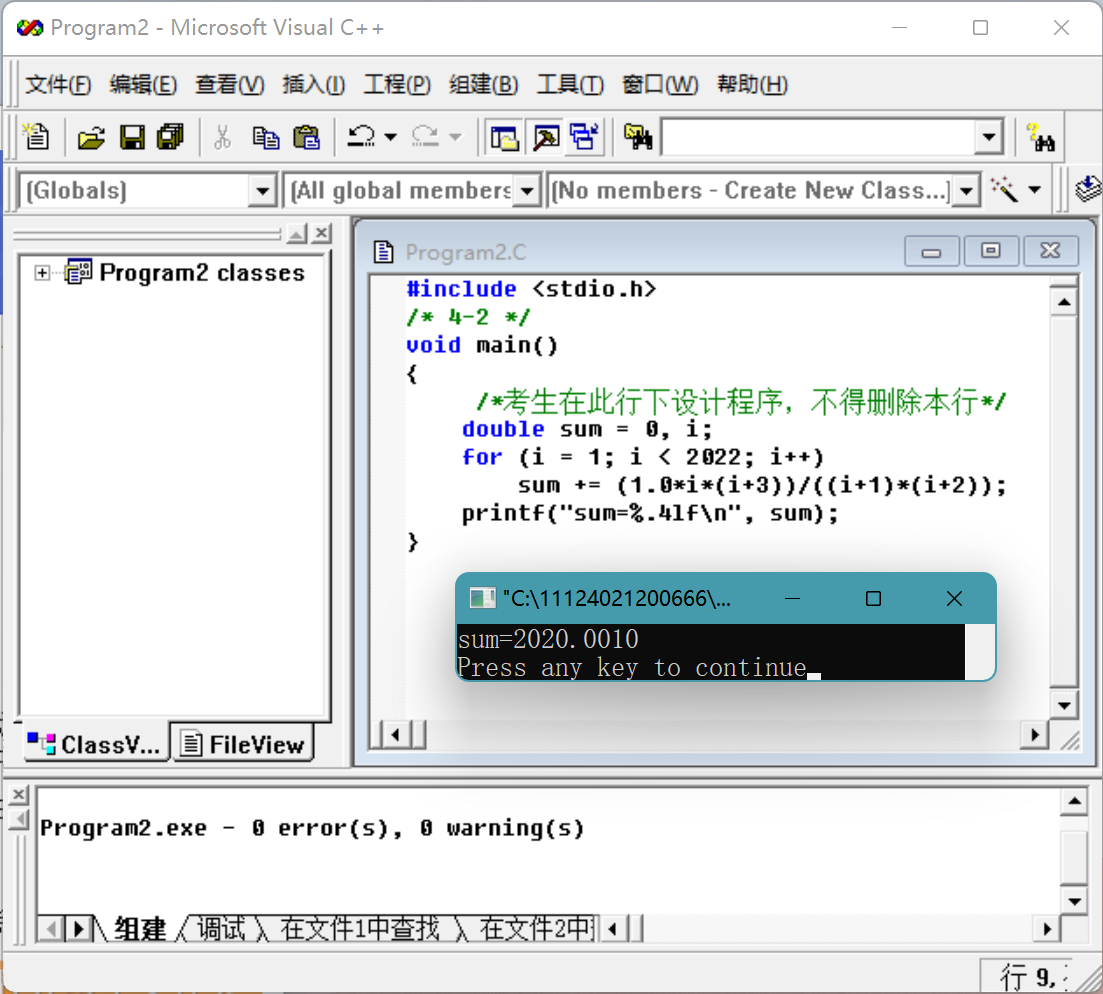 Program2 - Microsoft Visual C++
文件(F) 编辑(E) 查看(V) 插入(I) 工程(P) 组建(B) 工具(T) 窗口(W) 帮助(H)
(Globals) (All global members (No members - Create New Class...)
Program2 classes
ClassV... FileView
Program2.C
#include <stdio.h>
/* 4-2 */
void main()
{
/*考生在此行下设计程序，不得删除本行*/
double sum = 0, i;
for (i = 1; i < 2022; i++)
sum += (1.0*i*(i+3))/((i+1)*(i+2));
printf("sum=%.4lf\n", sum);
}
"C:\11124021200666\...
sum=2020.0010
Press any key to continue
Program2.exe - 0 error(s), 0 warning(s)
组建 调试 在文件1中查找 在文件2中
行 9,